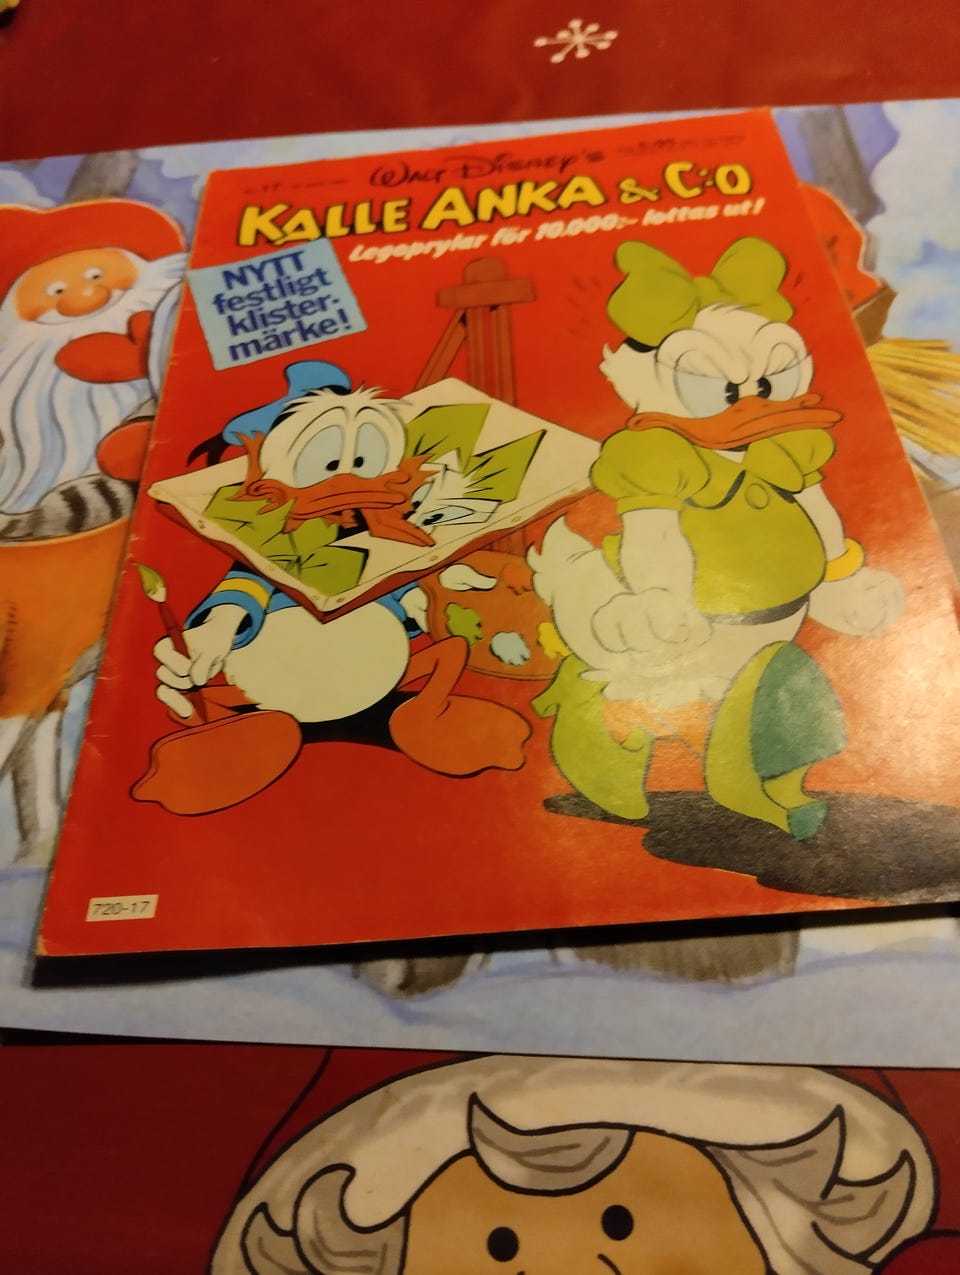 Walt Disney's
KALLE ANKA & C:O
Legoprylar för 10.000:- lottas ut!
NYTT
festligt
klister-
märke!
720-17